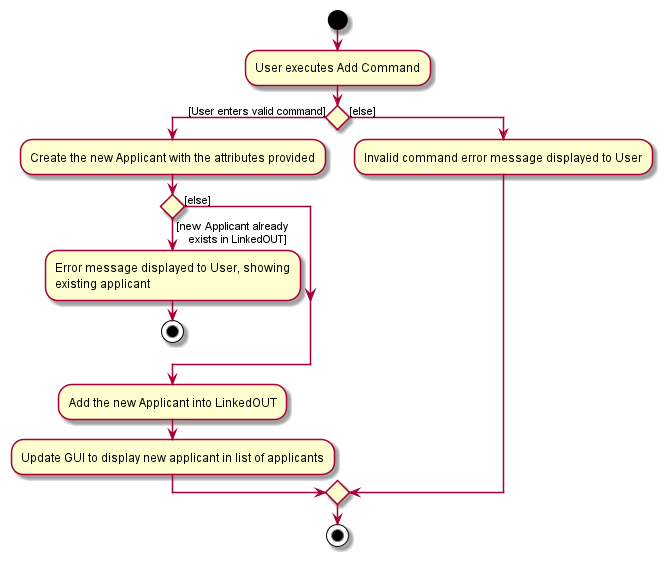 User executes Add Command
[User enters valid command]
[else]
Create the new Applicant with the attributes provided
Invalid command error message displayed to User
[else]
[new Applicant already
exists in LinkedOUT]
Error message displayed to User, showing
existing applicant
Add the new Applicant into LinkedOUT
Update GUI to display new applicant in list of applicants